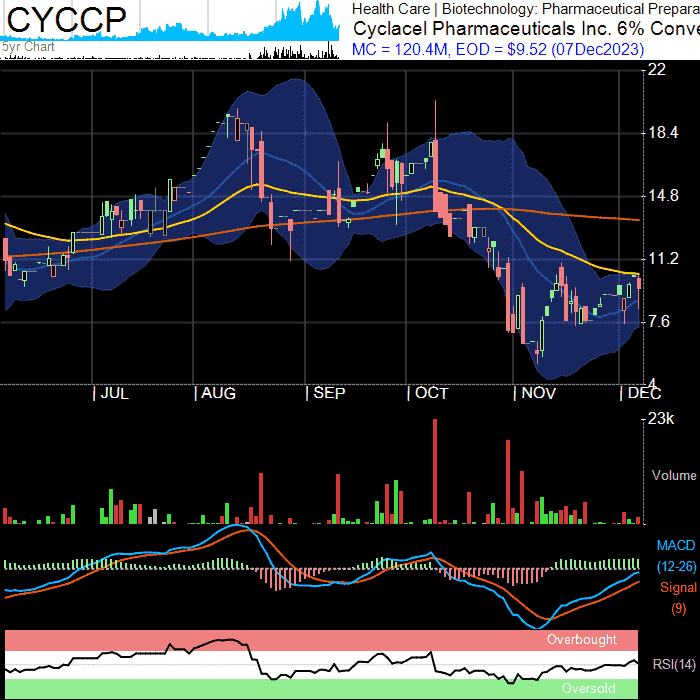 CYCCP
5yr Chart
Health Care | Biotechnology: Pharmaceutical Prepara
Cyclacel Pharmaceuticals Inc. 6% Conve
MC = 120.4M, EOD = $9.52 (07Dec2023)
22
18.4
14.8
11.2
7.6
4
JUL AUG SEP OCT NOV DEC
23k
Volume
MACD
(12-26)
Signal
(9)
Overbought
RSI(14)
Oversold